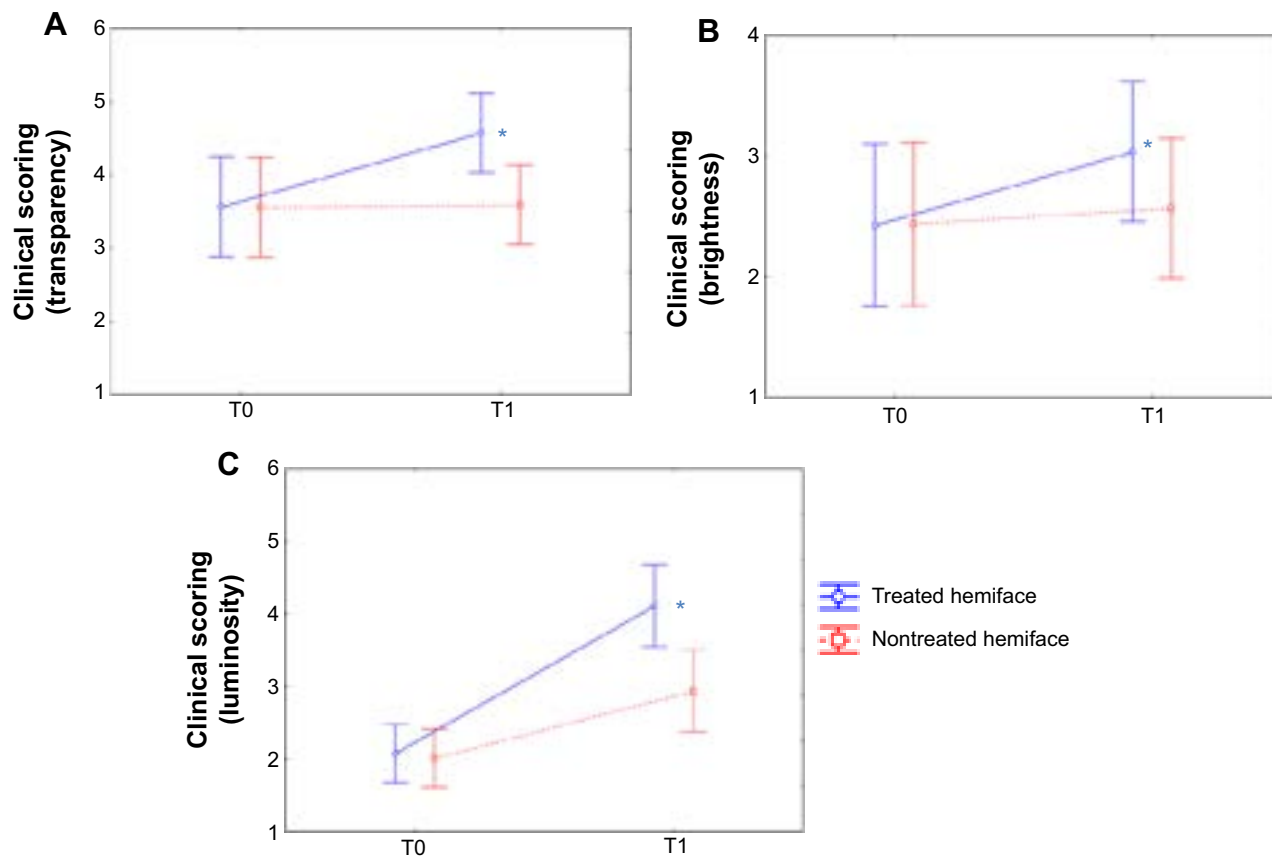 A
6
5
4
3
2
1
Clinical scoring
(transparency)
*
T0
T1
B
4
3
2
1
Clinical scoring
(brightness)
*
T0
T1
C
6
5
4
3
2
1
Clinical scoring
(luminosity)
*
T0
T1
Treated hemiface
Nontreated hemiface